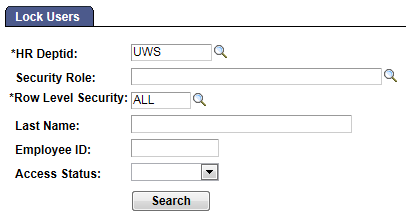 Lock Users
*HR Deptid: UWS
Security Role:
*Row Level Security: ALL
Last Name:
Employee ID:
Access Status:
Search